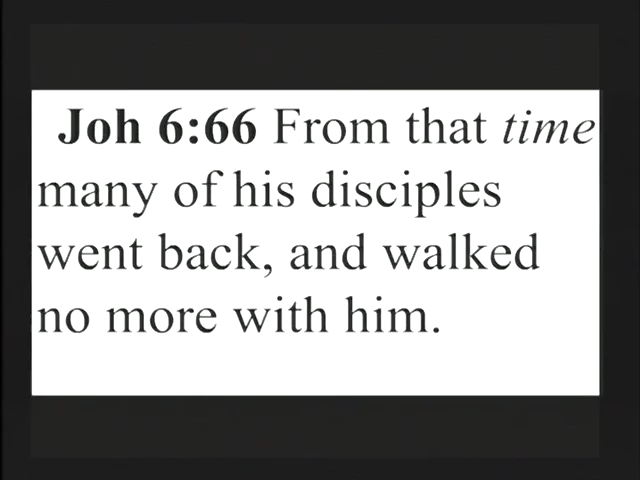 Joh 6:66 From that time
many of his disciples
went back, and walked
no more with him.